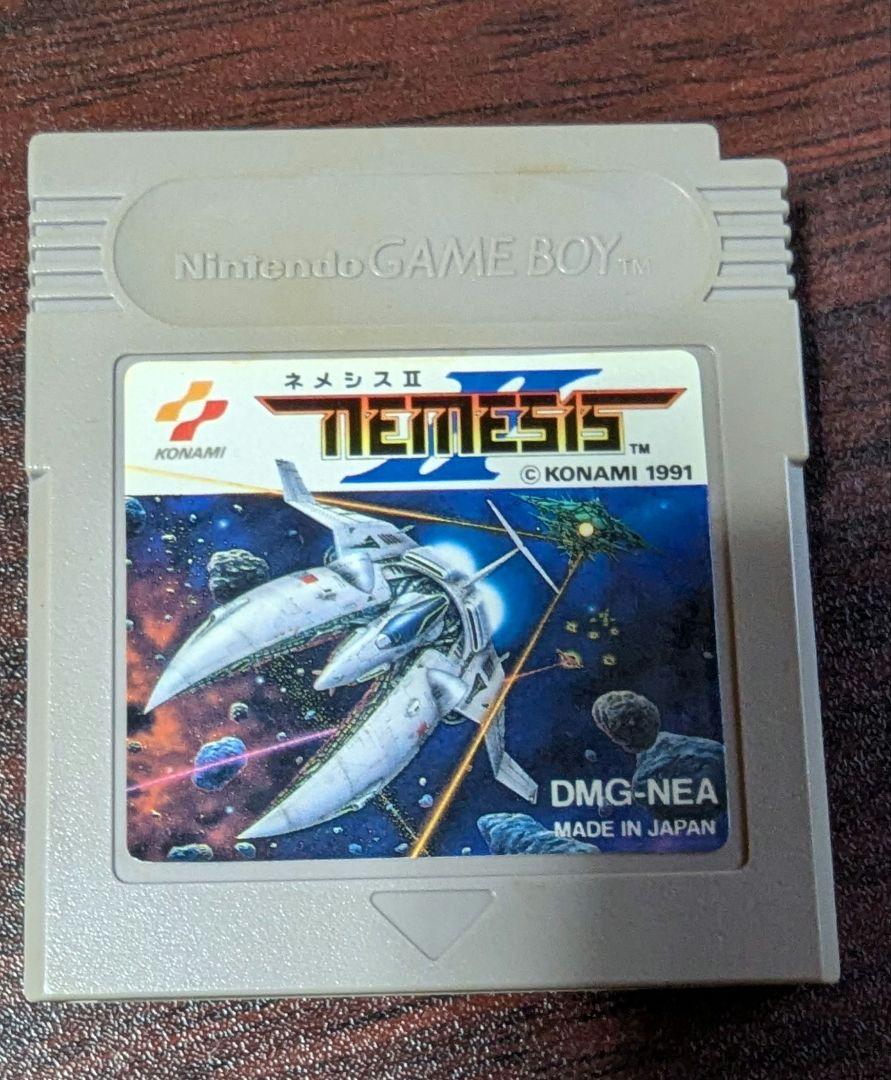 Nintendo GAME BOY™
ネメシスⅡ
KONAMI
NEMESIS II™
© KONAMI 1991
DMG-NEA
MADE IN JAPAN